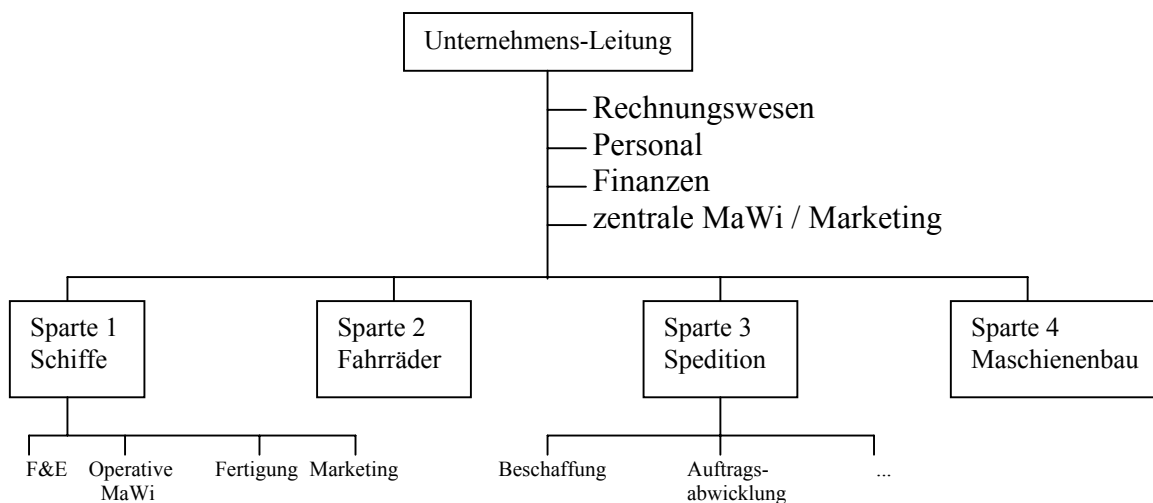 Unternehmens-Leitung
Rechnungswesen
Personal
Finanzen
zentrale MaWi / Marketing
Sparte 1
Schiffe
Sparte 2
Fahrräder
Sparte 3
Spedition
Sparte 4
Maschienenbau
F&E
Operative
MaWi
Fertigung
Marketing
Beschaffung
Auftrags-
abwicklung
...